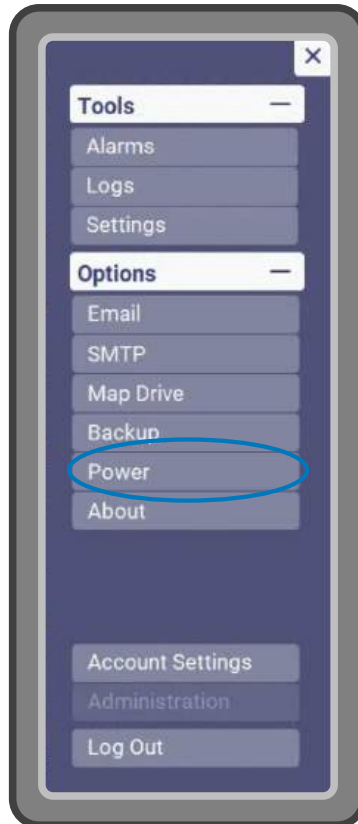 ×
Tools —
Alarms
Logs
Settings
Options —
Email
SMTP
Map Drive
Backup
Power
About
Account Settings
Administration
Log Out